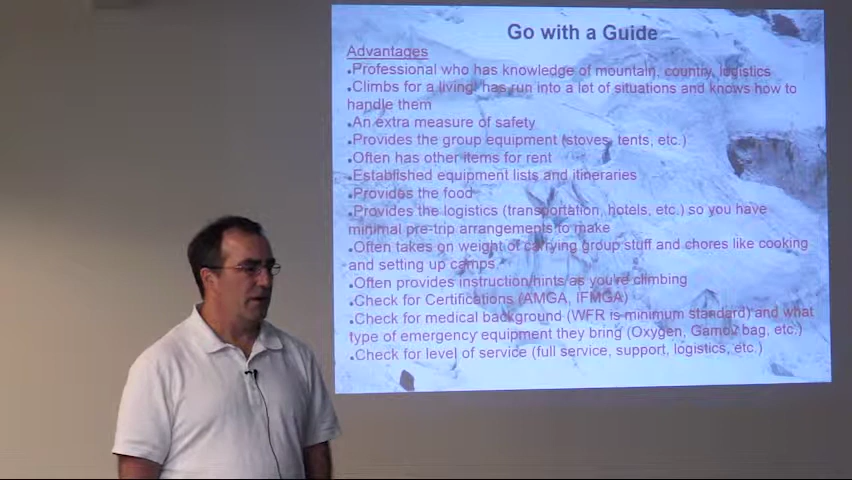 Go with a Guide
Advantages
•Professional who has knowledge of mountain, country, logistics
•Climbs for a living! has run into a lot of situations and knows how to
handle them
•An extra measure of safety
•Provides the group equipment (stoves, tents, etc.)
•Often has other items for rent
•Established equipment lists and itineraries
•Provides the food
•Provides the logistics (transportation, hotels, etc.) so you have
minimal pre-trip arrangements to make
•Often takes on weight of carrying group stuff and chores like cooking
and setting up camps.
•Often provides instruction/hints as you're climbing
•Check for Certifications (AMGA, IFMGA)
•Check for medical background (WFR is minimum standard) and what
type of emergency equipment they bring (Oxygen, Gamov bag, etc.)
•Check for level of service (full service, support, logistics, etc.)